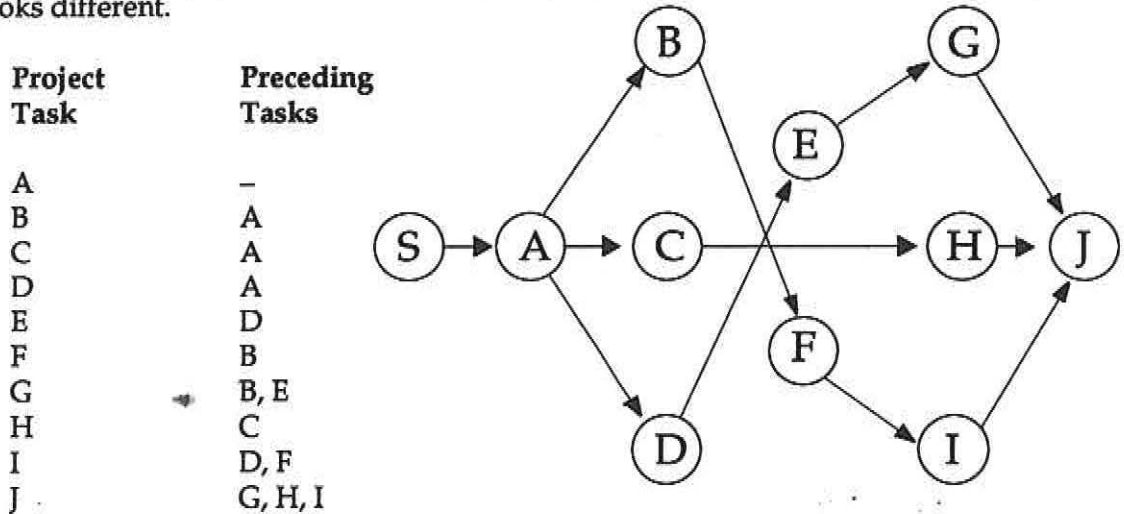 oks different.
Project Preceding
Task Tasks
A –
B A
C A
D A
E D
F B
G B, E
H C
I D, F
J G, H, I
B G
E
S A C H J
F
D I